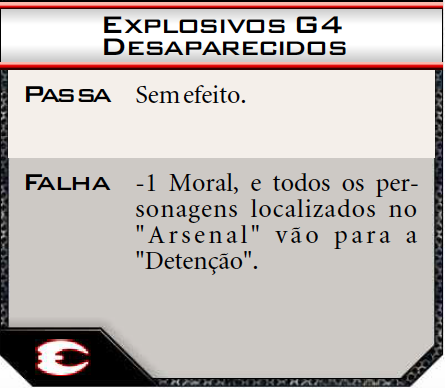 EXPLOSIVOS G4
DESAPARECIDOS
PASSA Sem efeito.
FALHA -1 Moral, e todos os per-
sonagens localizados no
"Arsenal" vão para a
"Detenção".